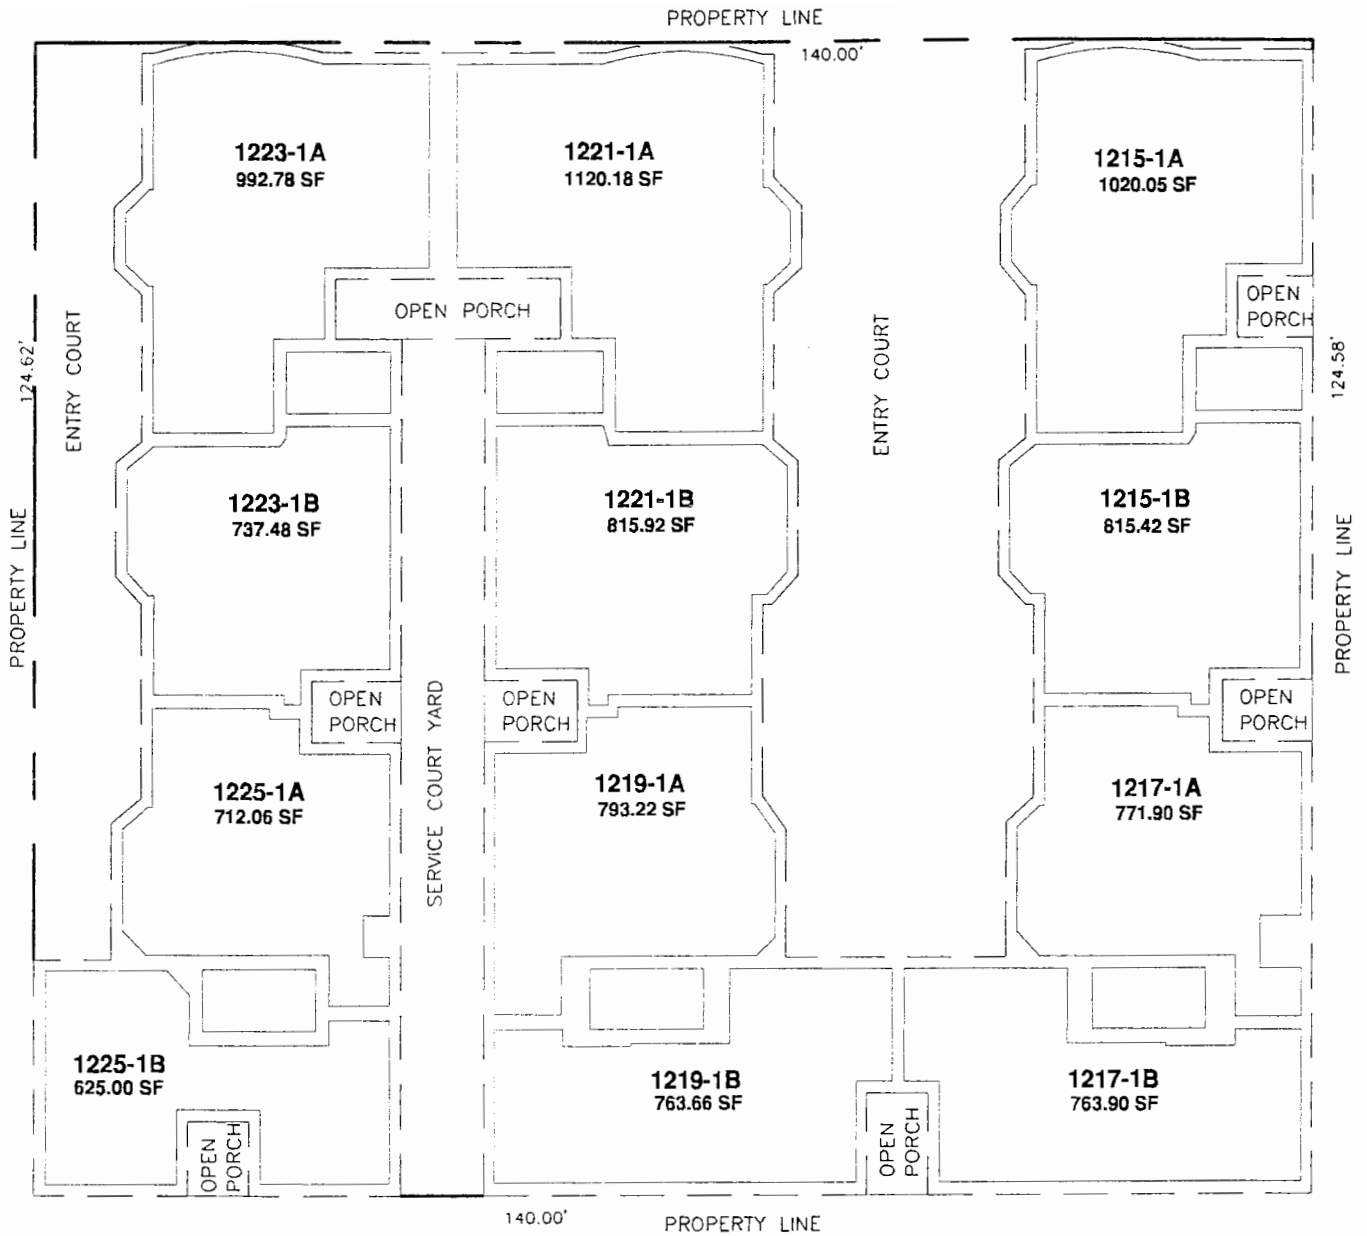 PROPERTY LINE
140.00'
1223-1A
992.78 SF
1221-1A
1120.18 SF
1215-1A
1020.05 SF
OPEN PORCH
OPEN
PORCH
124.62'
ENTRY COURT
ENTRY COURT
124.58'
1223-1B
737.48 SF
1221-1B
815.92 SF
1215-1B
815.42 SF
PROPERTY LINE
PROPERTY LINE
OPEN
PORCH
OPEN
PORCH
OPEN
PORCH
SERVICE COURT YARD
1225-1A
712.06 SF
1219-1A
793.22 SF
1217-1A
771.90 SF
1225-1B
625.00 SF
1219-1B
763.66 SF
1217-1B
763.90 SF
OPEN
PORCH
OPEN
PORCH
140.00'
PROPERTY LINE